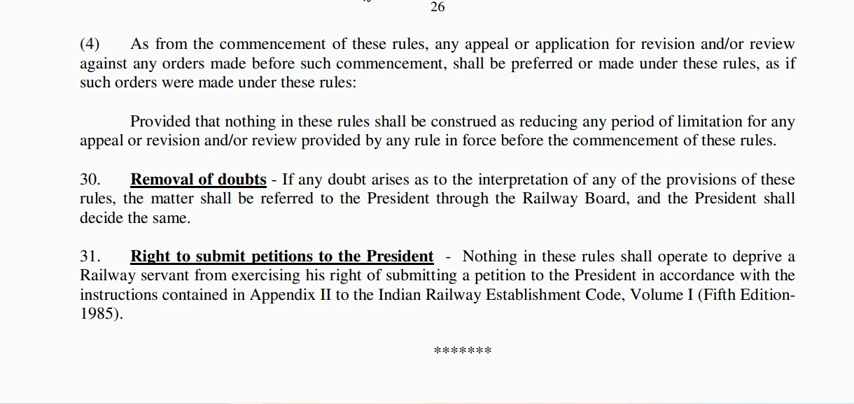 26
(4) As from the commencement of these rules, any appeal or application for revision and/or review
against any orders made before such commencement, shall be preferred or made under these rules, as if
such orders were made under these rules:
Provided that nothing in these rules shall be construed as reducing any period of limitation for any
appeal or revision and/or review provided by any rule in force before the commencement of these rules.
30. Removal of doubts - If any doubt arises as to the interpretation of any of the provisions of these
rules, the matter shall be referred to the President through the Railway Board, and the President shall
decide the same.
31. Right to submit petitions to the President - Nothing in these rules shall operate to deprive a
Railway servant from exercising his right of submitting a petition to the President in accordance with the
instructions contained in Appendix II to the Indian Railway Establishment Code, Volume I (Fifth Edition-
1985).
*******